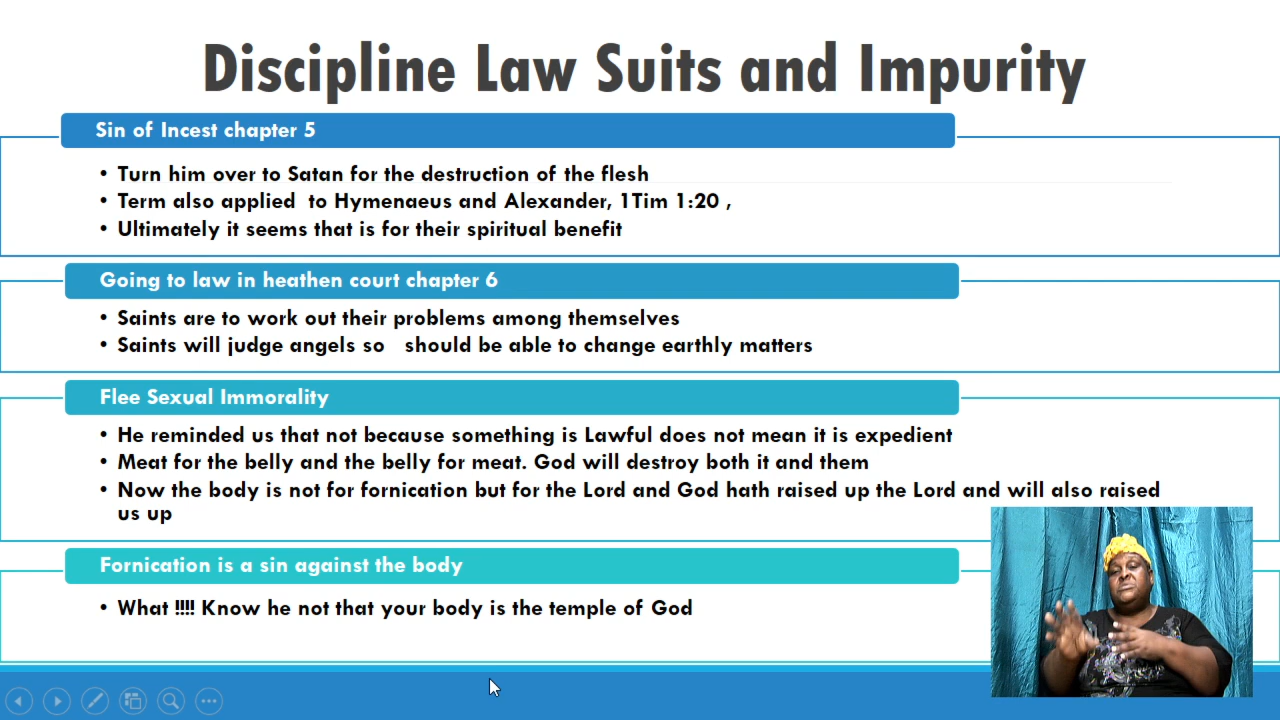 Discipline Law Suits and Impurity
Sin of Incest chapter 5
• Turn him over to Satan for the destruction of the flesh
• Term also applied to Hymenaeus and Alexander, 1Tim 1:20 ,
• Ultimately it seems that is for their spiritual benefit
Going to law in heathen court chapter 6
• Saints are to work out their problems among themselves
• Saints will judge angels so should be able to change earthly matters
Flee Sexual Immorality
• He reminded us that not because something is Lawful does not mean it is expedient
• Meat for the belly and the belly for meat. God will destroy both it and them
• Now the body is not for fornication but for the Lord and God hath raised up the Lord and will also raised
us up
Fornication is a sin against the body
• What !!!! Know he not that your body is the temple of God